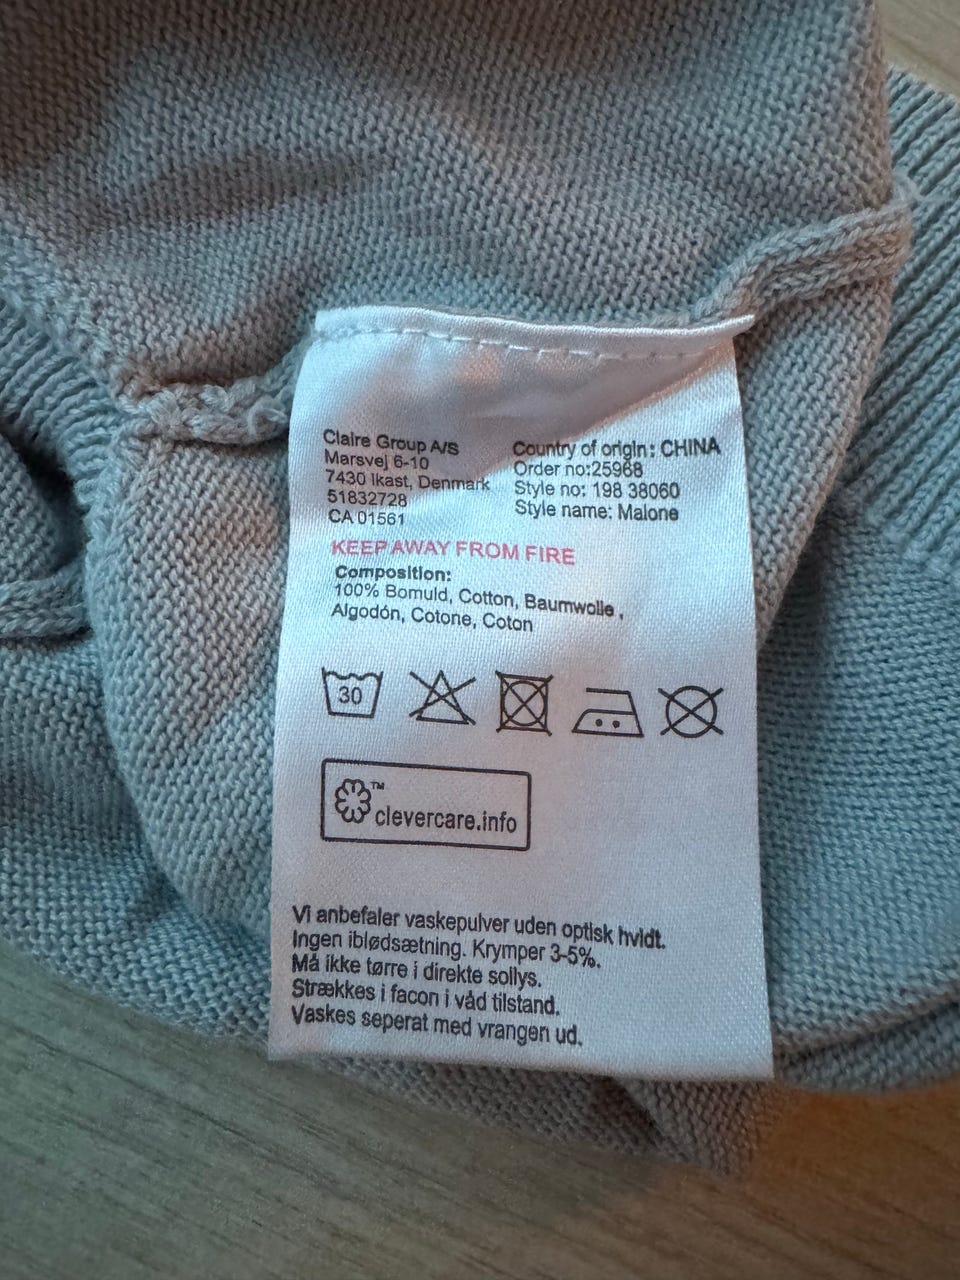 Claire Group A/S
Marsvej 6-10
7430 Ikast, Denmark
51832728
CA 01561
Country of origin: CHINA
Order no:25968
Style no: 198 38060
Style name: Malone
KEEP AWAY FROM FIRE
Composition:
100% Bomuld, Cotton, Baumwolle,
Algodón, Cotone, Coton
30
™
clevercare.info
Vi anbefaler vaskepulver uden optisk hvidt.
Ingen iblødsætning. Krymper 3-5%.
Må ikke tørre i direkte sollys.
Strækkes i facon i våd tilstand.
Vaskes seperat med vrangen ud.